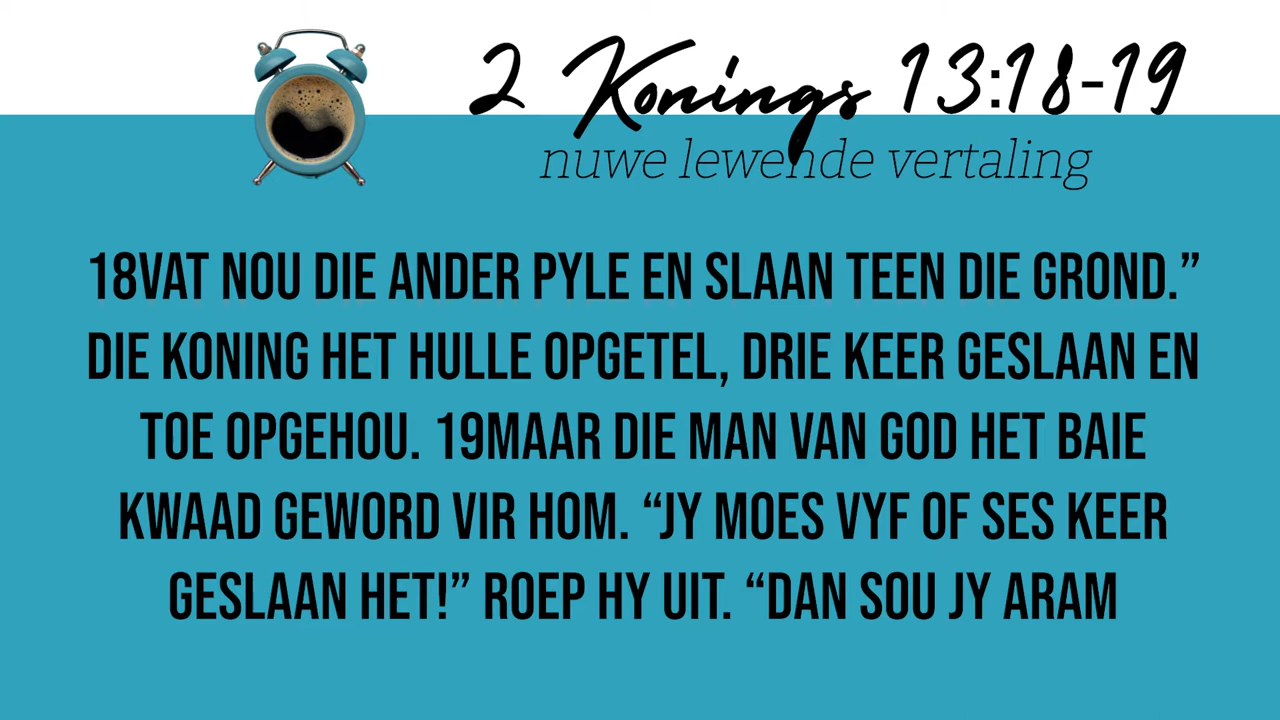 2 Konings 13:18-19
nuwe lewende vertaling
18VAT NOU DIE ANDER PYLE EN SLAAN TEEN DIE GROND.”
DIE KONING HET HULLE OPGETEL, DRIE KEER GESLAAN EN
TOE OPGEHOU. 19MAAR DIE MAN VAN GOD HET BAIE
KWAAD GEWORD VIR HOM. “JY MOES VYF OF SES KEER
GESLAAN HET!” ROEP HY UIT. “DAN SOU JY ARAM